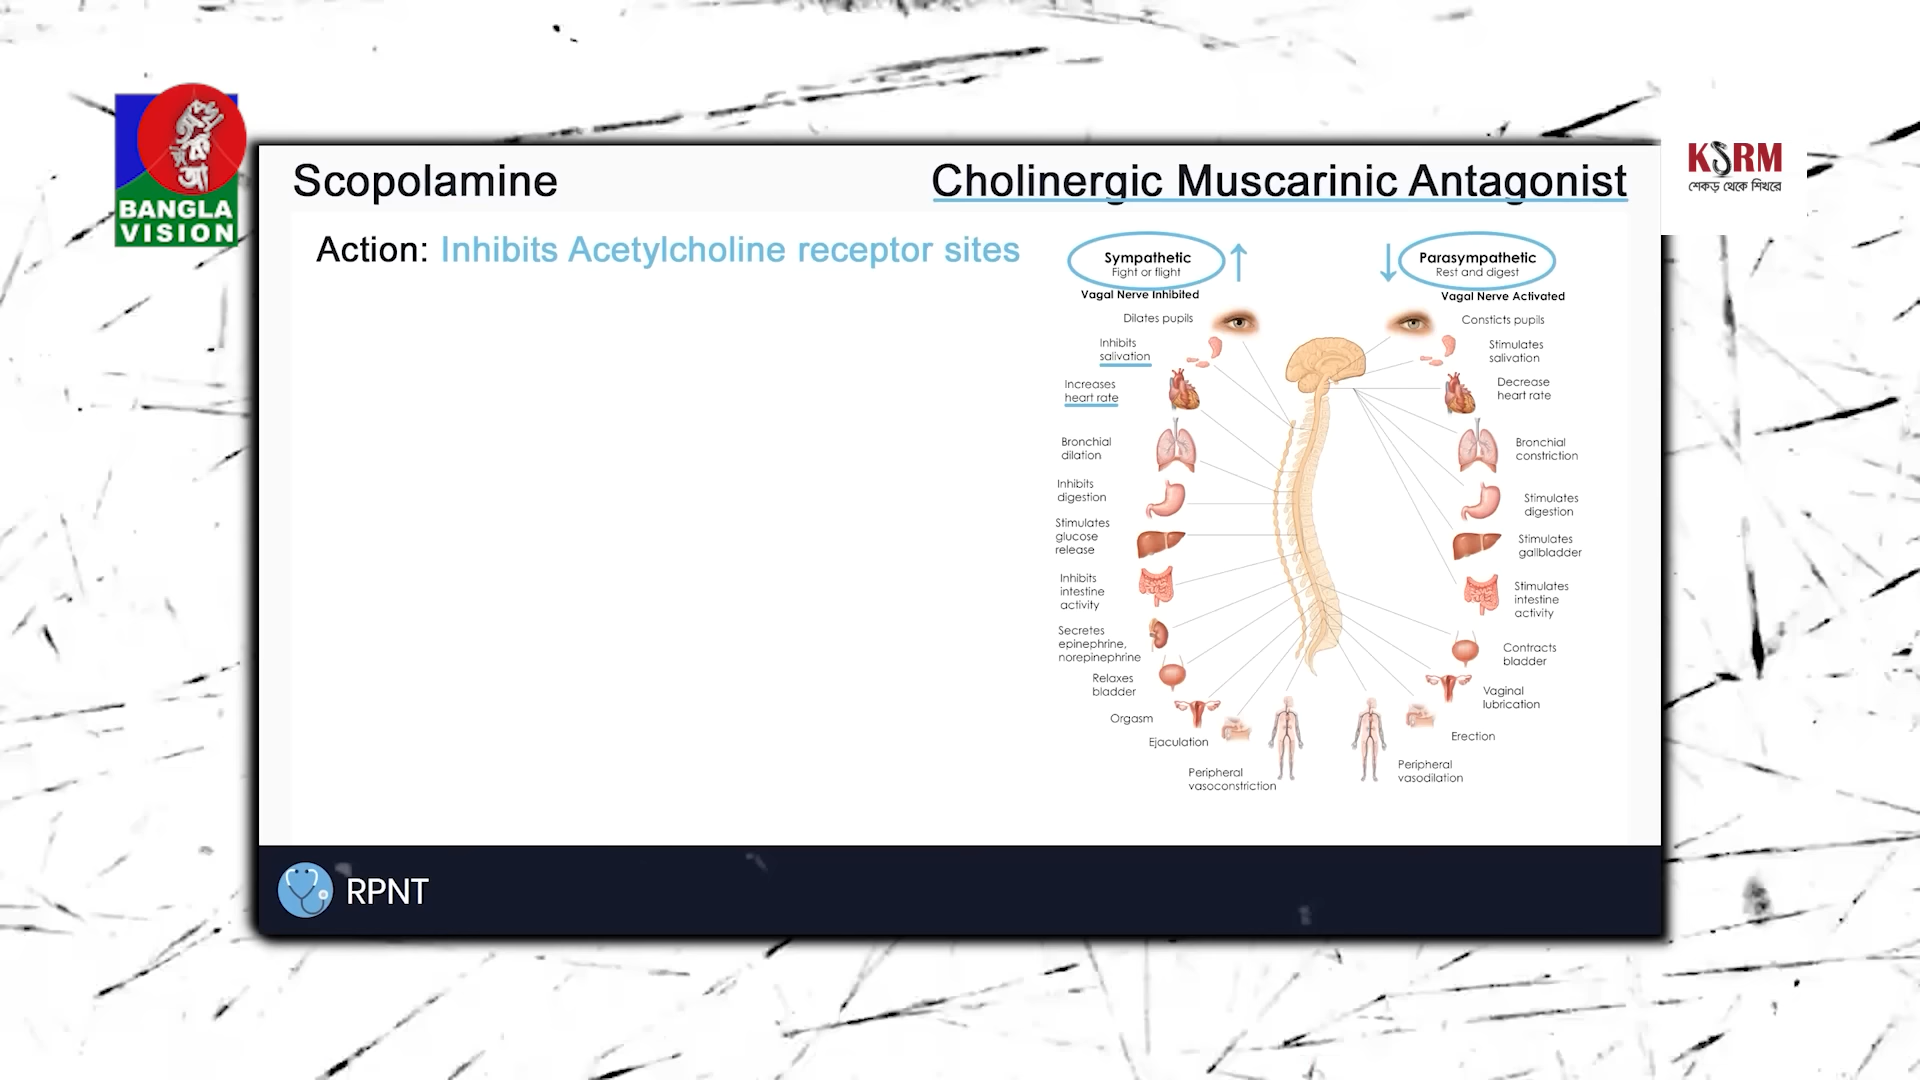 BANGLA
VISION
KSRM
শেকড় থেকে শিখরে
Scopolamine
Cholinergic Muscarinic Antagonist
Action: Inhibits Acetylcholine receptor sites
Sympathetic
Fight or flight
Vagal Nerve Inhibited
Dilates pupils
Inhibits
salivation
Increases
heart rate
Bronchial
dilation
Inhibits
digestion
Stimulates
glucose
release
Inhibits
intestine
activity
Secretes
epinephrine,
norepinephrine
Relaxes
bladder
Orgasm
Ejaculation
Peripheral
vasoconstriction
Parasympathetic
Rest and digest
Vagal Nerve Activated
Consticts pupils
Stimulates
salivation
Decrease
heart rate
Bronchial
constriction
Stimulates
digestion
Stimulates
gallbladder
Stimulates
intestine
activity
Contracts
bladder
Vaginal
lubrication
Erection
Peripheral
vasodilation
RPNT